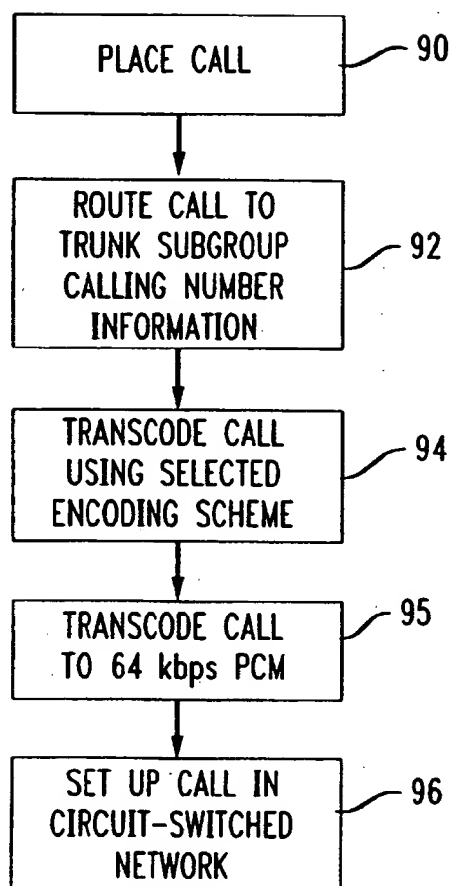 PLACE CALL
90
ROUTE CALL TO
TRUNK SUBGROUP
CALLING NUMBER
INFORMATION
92
TRANSCODE CALL
USING SELECTED
ENCODING SCHEME
94
TRANSCODE CALL
TO 64 kbps PCM
95
SET UP CALL IN
CIRCUIT-SWITCHED
NETWORK
96